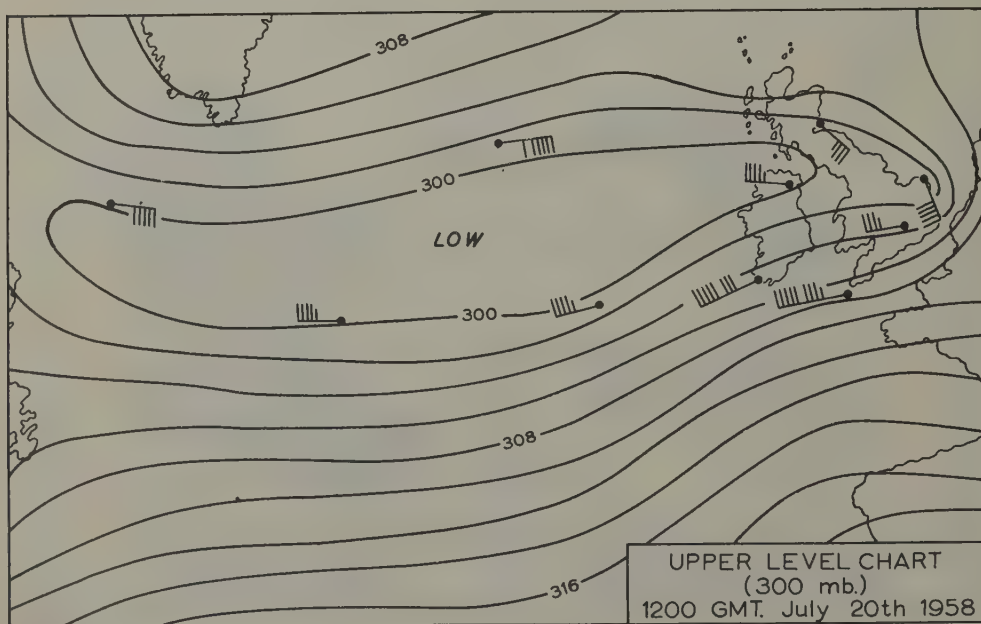 308
300
LOW
300
308
316
UPPER LEVEL CHART
(300 mb.)
1200 GMT. July 20th 1958